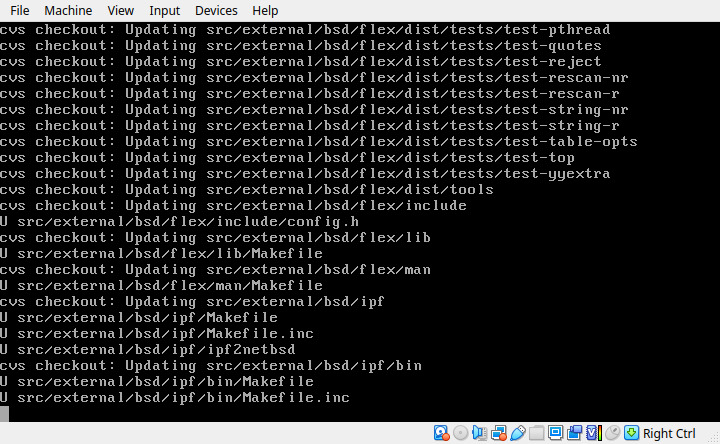 File Machine View Input Devices Help
cvs checkout: Updating src/external/bsd/flex/dist/tests/test-pthread
cvs checkout: Updating src/external/bsd/flex/dist/tests/test-quotes
cvs checkout: Updating src/external/bsd/flex/dist/tests/test-reject
cvs checkout: Updating src/external/bsd/flex/dist/tests/test-rescan-nr
cvs checkout: Updating src/external/bsd/flex/dist/tests/test-rescan-r
cvs checkout: Updating src/external/bsd/flex/dist/tests/test-string-nr
cvs checkout: Updating src/external/bsd/flex/dist/tests/test-string-r
cvs checkout: Updating src/external/bsd/flex/dist/tests/test-table-opts
cvs checkout: Updating src/external/bsd/flex/dist/tests/test-top
cvs checkout: Updating src/external/bsd/flex/dist/tests/test-yyextra
cvs checkout: Updating src/external/bsd/flex/dist/tools
cvs checkout: Updating src/external/bsd/flex/include
U src/external/bsd/flex/include/config.h
cvs checkout: Updating src/external/bsd/flex/lib
U src/external/bsd/flex/lib/Makefile
cvs checkout: Updating src/external/bsd/flex/man
U src/external/bsd/flex/man/Makefile
cvs checkout: Updating src/external/bsd/ipf
U src/external/bsd/ipf/Makefile
U src/external/bsd/ipf/Makefile.inc
U src/external/bsd/ipf/ipf2netbsd
cvs checkout: Updating src/external/bsd/ipf/bin
U src/external/bsd/ipf/bin/Makefile
U src/external/bsd/ipf/bin/Makefile.inc
Right Ctrl